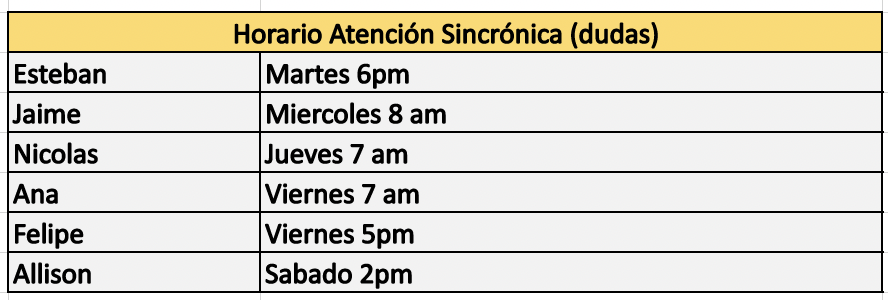 Horario Atención Sincrónica (dudas)
Esteban Martes 6pm
Jaime Miercoles 8 am
Nicolas Jueves 7 am
Ana Viernes 7 am
Felipe Viernes 5pm
Allison Sabado 2pm